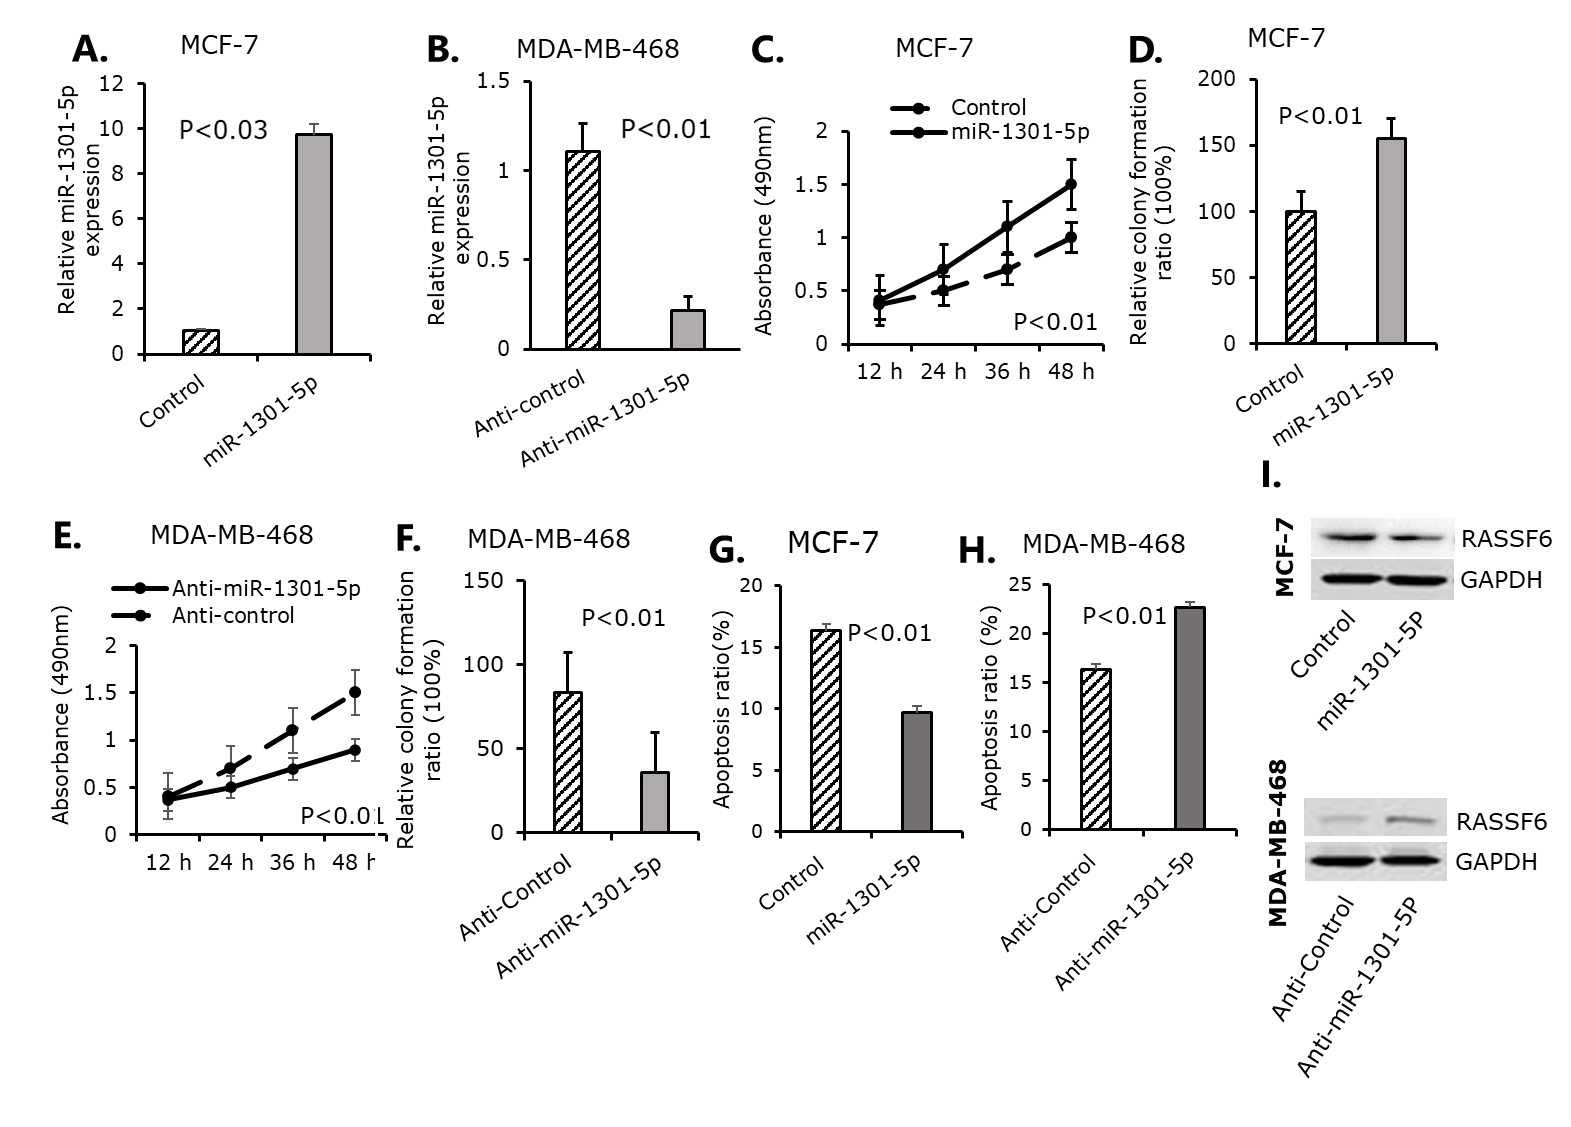 A.
MCF-7
Relative miR-1301-5p
expression
12
10
8
6
4
2
0
P<0.03
Control
miR-1301-5p
B.
MDA-MB-468
Relative miR-1301-5p
expression
1.5
1
0.5
0
P<0.01
Anti-control
Anti-miR-1301-5p
C.
MCF-7
Control
miR-1301-5p
Absorbance (490nm)
2
1.5
1
0.5
0
P<0.01
12 h 24 h 36 h 48 h
D.
MCF-7
Relative colony formation
ratio (100%)
200
150
100
50
0
P<0.01
Control
miR-1301-5p
E.
MDA-MB-468
Anti-miR-1301-5p
Anti-control
Absorbance (490nm)
2
1.5
1
0.5
0
P<0.01
12 h 24 h 36 h 48 h
F.
MDA-MB-468
Relative colony formation
ratio (100%)
150
100
50
0
P<0.01
Anti-Control
Anti-miR-1301-5p
G.
MCF-7
Apoptosis ratio(%)
20
15
10
5
0
P<0.01
Control
miR-1301-5p
H.
MDA-MB-468
Apoptosis ratio (%)
25
20
15
10
5
0
P<0.01
Anti-Control
Anti-miR-1301-5p
I.
MCF-7
RASSF6
GAPDH
Control
miR-1301-5P
MDA-MB-468
RASSF6
GAPDH
Anti-Control
Anti-miR-1301-5P